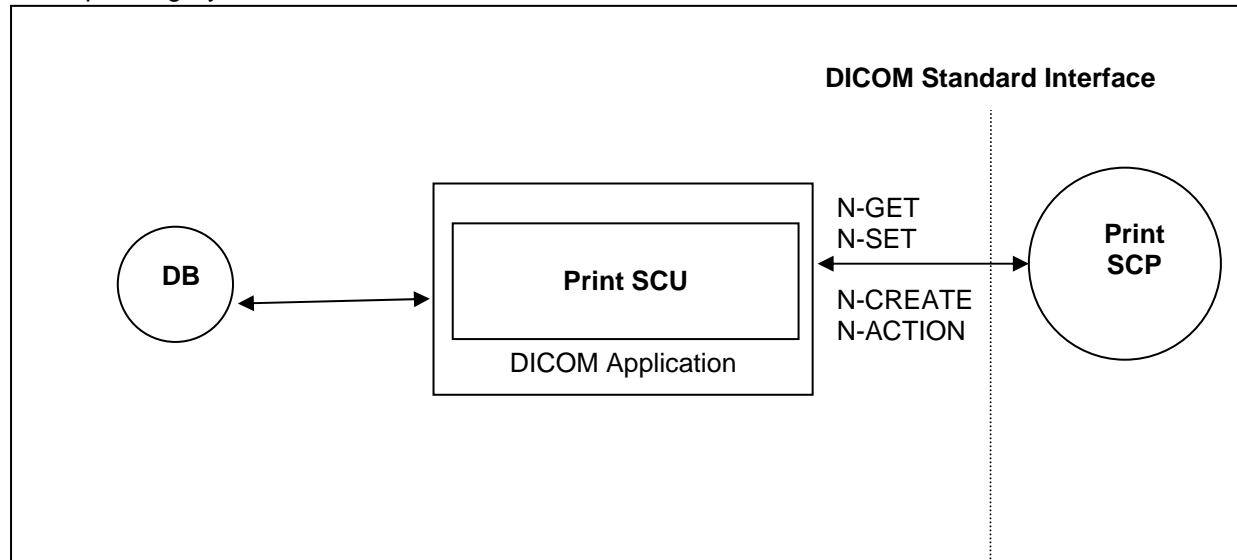 DICOM Standard Interface
N-GET
N-SET
Print
SCP
DB
Print SCU
N-CREATE
N-ACTION
DICOM Application